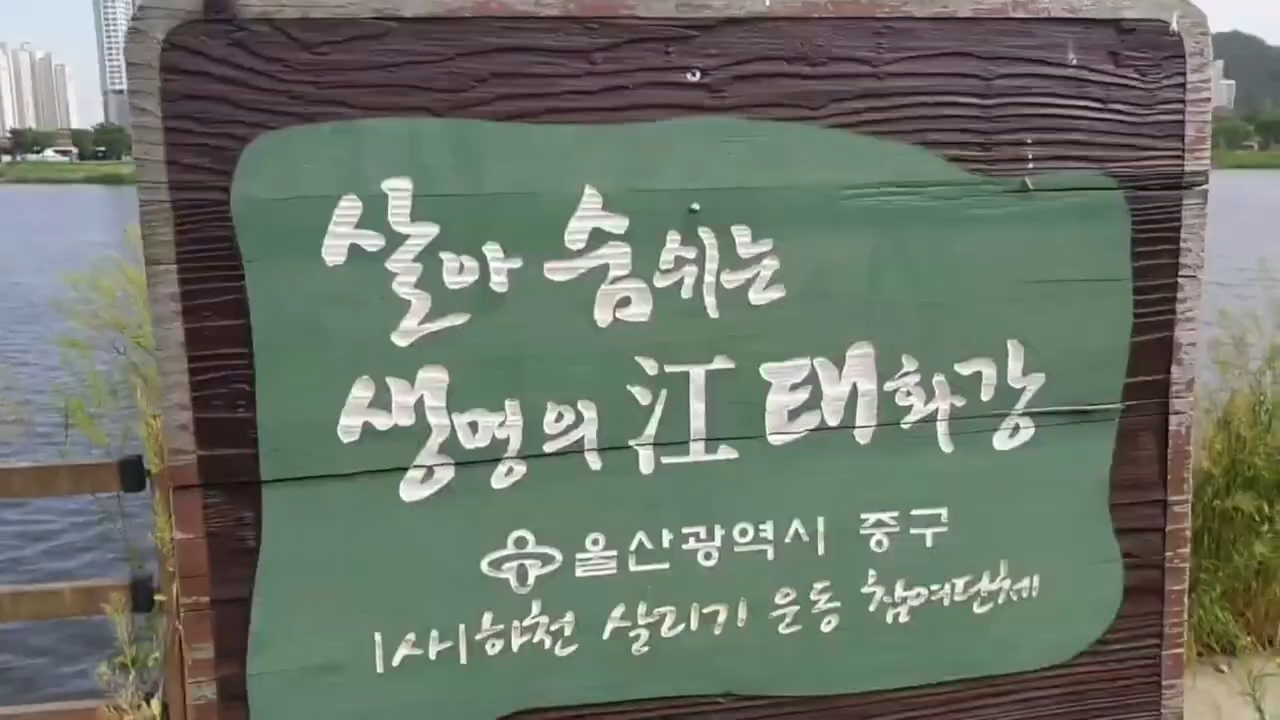 살아 숨쉬는
생명의 江 태화강
울산광역시 중구
1사1하천 살리기 운동 참여단체